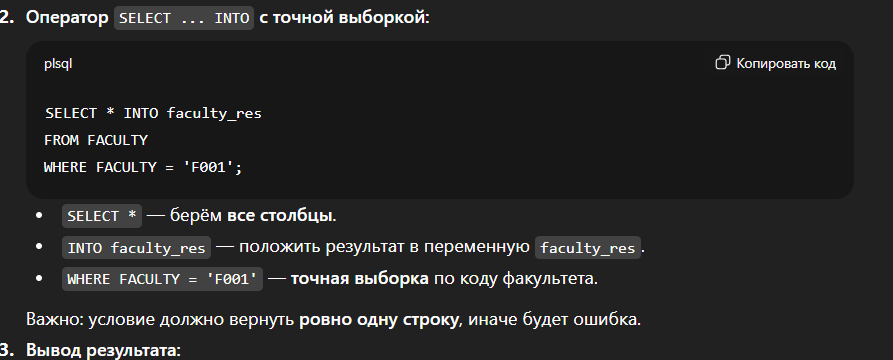 2. Оператор SELECT ... INTO с точной выборкой:
plsql
Копировать код
SELECT * INTO faculty_res
FROM FACULTY
WHERE FACULTY = 'F001';
• SELECT * — берём все столбцы.
• INTO faculty_res — положить результат в переменную faculty_res.
• WHERE FACULTY = 'F001' — точная выборка по коду факультета.
Важно: условие должно вернуть ровно одну строку, иначе будет ошибка.
3. Вывод результата: